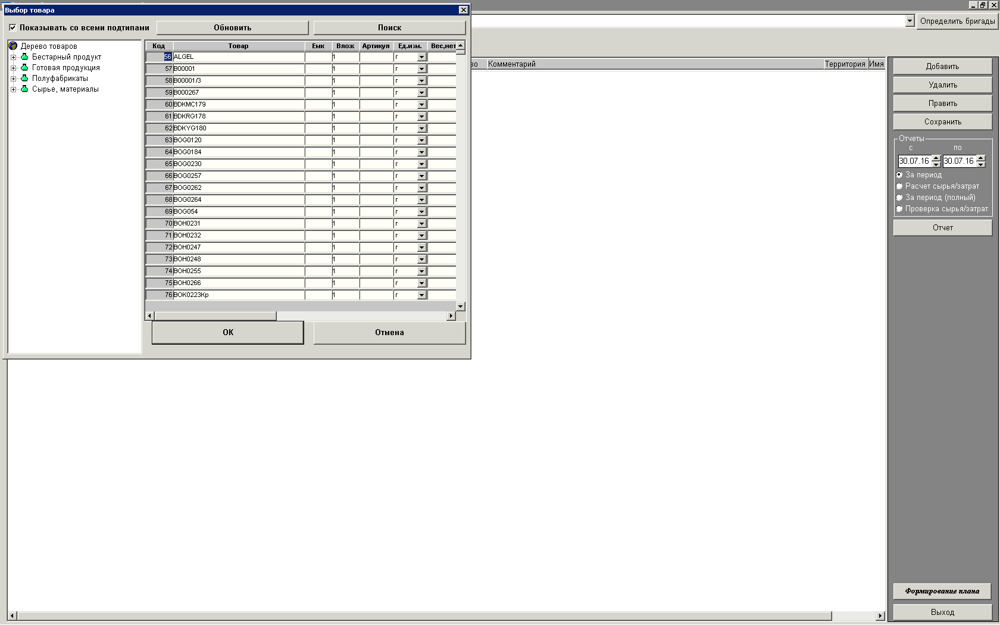 Выбор товара
Показывать со всеми подтипами
Обновить
Поиск
Определить бригады
Дерево товаров
Бестарный продукт
Готовая продукция
Полуфабрикаты
Сырье, материалы
Код Товар Емк Влож Артикул Ед.изм. Вес,нет
56 ALGEL 1 г
57 B00001 1 г
58 B00001/3 1 г
59 B000267 1 г
60 BDKMC179 1 г
61 BDKRG178 1 г
62 BDKYG180 1 г
63 BOG0120 1 г
64 BOG0184 1 г
65 BOG0230 1 г
66 BOG0257 1 г
67 BOG0262 1 г
68 BOG0264 1 г
69 BOG054 1 г
70 BOH0231 1 г
71 BOH0232 1 г
72 BOH0247 1 г
73 BOH0248 1 г
74 BOH0255 1 г
75 BOH0266 1 г
76 BOK0223Кр 1 г
OK
Отмена
во Комментарий Территория Имя
Добавить
Удалить
Править
Сохранить
Отчеты
с по
30.07.16 30.07.16
За период
Расчет сырья/затрат
За период (полный)
Проверка сырья/затрат
Отчет
Формирование плана
Выход